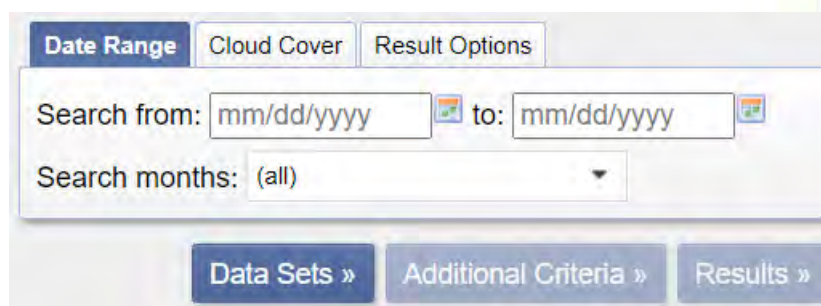 Date Range Cloud Cover Result Options
Search from: mm/dd/yyyy to: mm/dd/yyyy
Search months: (all)
Data Sets » Additional Criteria » Results »